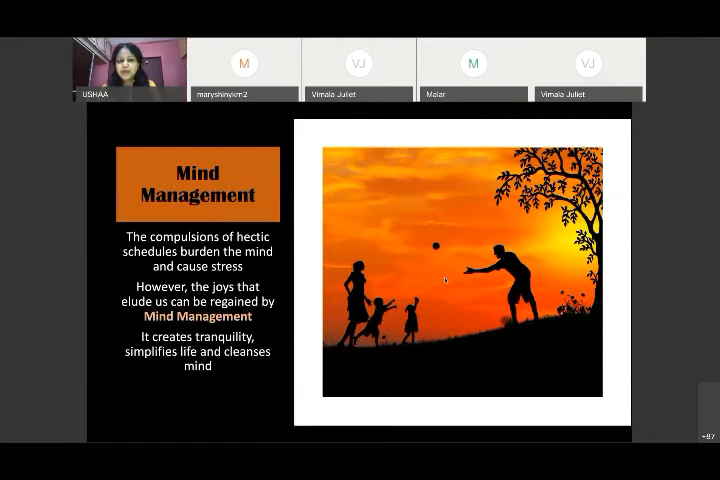 M
VJ
M
VJ
USHAA
maryshinykm2
Vimala Juliet
Malar
Vimala Juliet
Mind
Management
The compulsions of hectic
schedules burden the mind
and cause stress
However, the joys that
elude us can be regained by
Mind Management
It creates tranquility,
simplifies life and cleanses
mind
+87